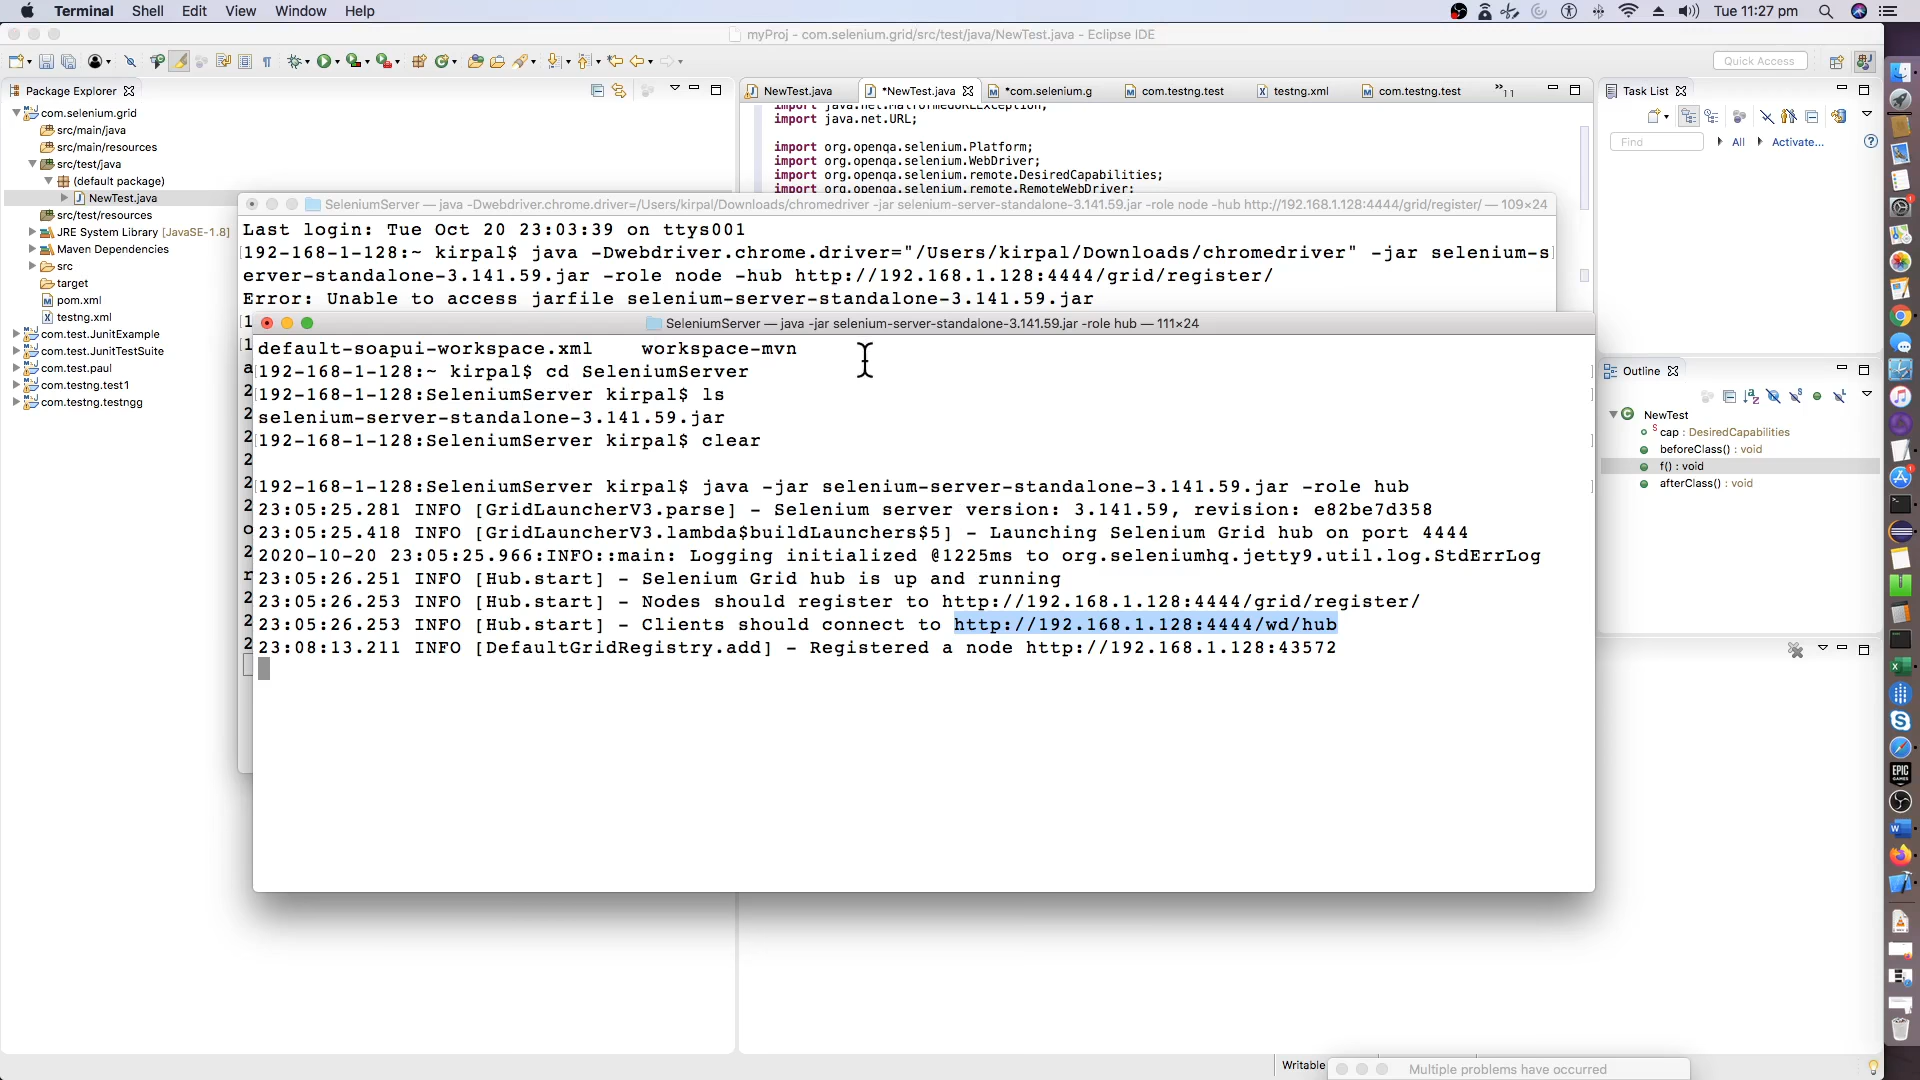 Terminal Shell Edit View Window Help Tue 11:27 pm
myProj - com.selenium.grid/src/test/java/NewTest.java - Eclipse IDE
Quick Access
Package Explorer
com.selenium.grid
src/main/java
src/main/resources
src/test/java
(default package)
NewTest.java
src/test/resources
JRE System Library [JavaSE-1.8]
Maven Dependencies
src
target
pom.xml
testng.xml
com.test.JunitExample
com.test.JunitTestSuite
com.test.paul
com.testng.test1
com.testng.testngg
NewTest.java *NewTest.java *com.selenium.g com.testng.test testng.xml com.testng.test »11
import java.net.MalformedURLException;
import java.net.URL;
import org.openqa.selenium.Platform;
import org.openqa.selenium.WebDriver;
import org.openqa.selenium.remote.DesiredCapabilities;
import org.openqa.selenium.remote.RemoteWebDriver;
SeleniumServer — java -Dwebdriver.chrome.driver=/Users/kirpal/Downloads/chromedriver -jar selenium-server-standalone-3.141.59.jar -role node -hub http://192.168.1.128:4444/grid/register/ — 109×24
Last login: Tue Oct 20 23:03:39 on ttys001
[192-168-1-128:~ kirpal$ java -Dwebdriver.chrome.driver="/Users/kirpal/Downloads/chromedriver" -jar selenium-s]
erver-standalone-3.141.59.jar -role node -hub http://192.168.1.128:4444/grid/register/
Error: Unable to access jarfile selenium-server-standalone-3.141.59.jar
SeleniumServer — java -jar selenium-server-standalone-3.141.59.jar -role hub — 111×24
default-soapui-workspace.xml workspace-mvn
[192-168-1-128:~ kirpal$ cd SeleniumServer ]
[192-168-1-128:SeleniumServer kirpal$ ls ]
selenium-server-standalone-3.141.59.jar
[192-168-1-128:SeleniumServer kirpal$ clear ]
[192-168-1-128:SeleniumServer kirpal$ java -jar selenium-server-standalone-3.141.59.jar -role hub ]
23:05:25.281 INFO [GridLauncherV3.parse] - Selenium server version: 3.141.59, revision: e82be7d358
23:05:25.418 INFO [GridLauncherV3.lambda$buildLaunchers$5] - Launching Selenium Grid hub on port 4444
2020-10-20 23:05:25.966:INFO::main: Logging initialized @1225ms to org.seleniumhq.jetty9.util.log.StdErrLog
23:05:26.251 INFO [Hub.start] - Selenium Grid hub is up and running
23:05:26.253 INFO [Hub.start] - Nodes should register to http://192.168.1.128:4444/grid/register/
23:05:26.253 INFO [Hub.start] - Clients should connect to http://192.168.1.128:4444/wd/hub
23:08:13.211 INFO [DefaultGridRegistry.add] - Registered a node http://192.168.1.128:43572
Task List
Find All Activate...
Outline
NewTest
cap : DesiredCapabilities
beforeClass() : void
f() : void
afterClass() : void
Writable
Multiple problems have occurred
EPIC GAMES